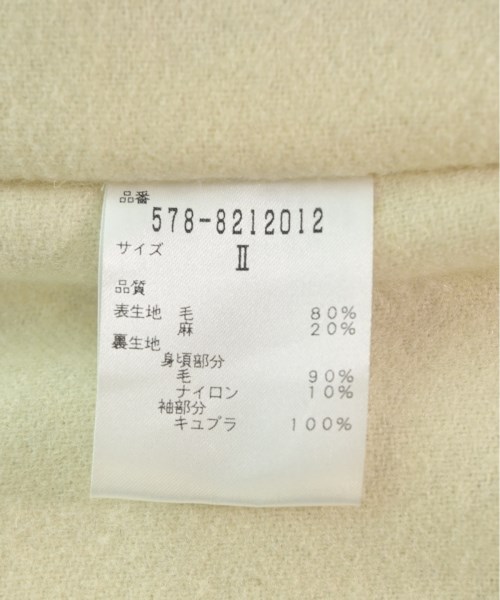 品番
578-8212012
サイズ
Ⅱ
品質
表生地 毛 80%
麻 20%
裏生地
身頃部分
毛 90%
ナイロン 10%
袖部分
キュプラ 100%